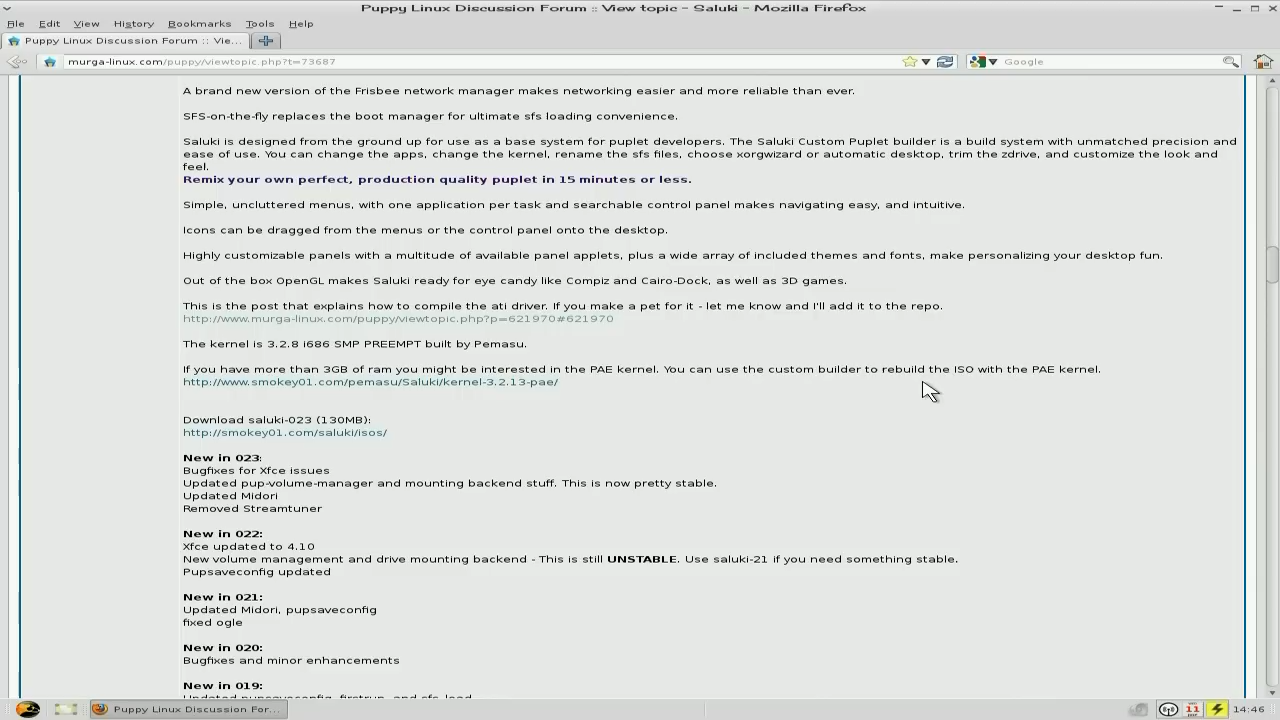 Puppy Linux Discussion Forum :: View topic - Saluki - Mozilla Firefox
File Edit View History Bookmarks Tools Help
Puppy Linux Discussion Forum :: Vie...
murga-linux.com/puppy/viewtopic.php?t=73687
Google
A brand new version of the Frisbee network manager makes networking easier and more reliable than ever.
SFS-on-the-fly replaces the boot manager for ultimate sfs loading convenience.
Saluki is designed from the ground up for use as a base system for puplet developers. The Saluki Custom Puplet builder is a build system with unmatched precision and
ease of use. You can change the apps, change the kernel, rename the sfs files, choose xorgwizard or automatic desktop, trim the zdrive, and customize the look and
feel.
Remix your own perfect, production quality puplet in 15 minutes or less.
Simple, uncluttered menus, with one application per task and searchable control panel makes navigating easy, and intuitive.
Icons can be dragged from the menus or the control panel onto the desktop.
Highly customizable panels with a multitude of available panel applets, plus a wide array of included themes and fonts, make personalizing your desktop fun.
Out of the box OpenGL makes Saluki ready for eye candy like Compiz and Cairo-Dock, as well as 3D games.
This is the post that explains how to compile the ati driver. If you make a pet for it - let me know and I'll add it to the repo.
http://www.murga-linux.com/puppy/viewtopic.php?p=621970#621970
The kernel is 3.2.8 i686 SMP PREEMPT built by Pemasu.
If you have more than 3GB of ram you might be interested in the PAE kernel. You can use the custom builder to rebuild the ISO with the PAE kernel.
http://www.smokey01.com/pemasu/Saluki/kernel-3.2.13-pae/
Download saluki-023 (130MB):
http://smokey01.com/saluki/isos/
New in 023:
Bugfixes for Xfce issues
Updated pup-volume-manager and mounting backend stuff. This is now pretty stable.
Updated Midori
Removed Streamtuner
New in 022:
Xfce updated to 4.10
New volume management and drive mounting backend - This is still UNSTABLE. Use saluki-21 if you need something stable.
Pupsaveconfig updated
New in 021:
Updated Midori, pupsaveconfig
fixed ogle
New in 020:
Bugfixes and minor enhancements
New in 019:
Updated pupsaveconfig, firstrun, and sfs_load
Puppy Linux Discussion For...
11
14:46